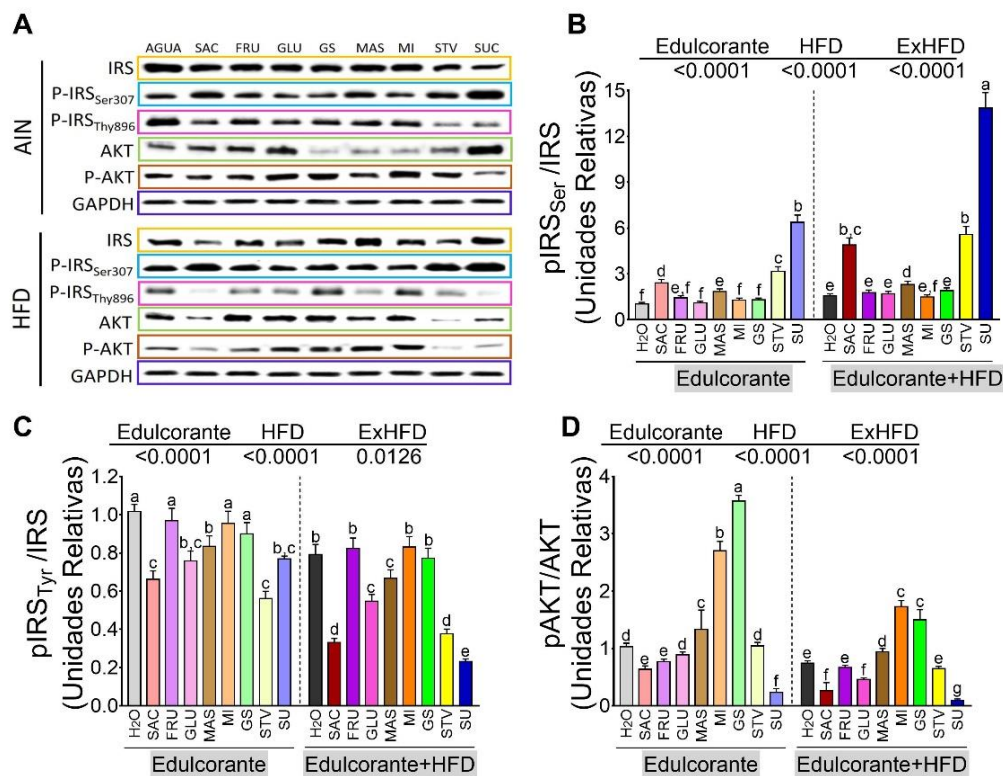 A
AGUA SAC FRU GLU GS MAS MI STV SUC
AIN
IRS
P-IRSSer307
P-IRSThy896
AKT
P-AKT
GAPDH
HFD
IRS
P-IRSSer307
P-IRSThy896
AKT
P-AKT
GAPDH
B
Edulcorante HFD ExHFD
<0.0001 <0.0001 <0.0001
pIRSSer /IRS
(Unidades Relativas)
15
12
9
6
3
0
f d e,f f e f f c b
e b,c e e d e,f e b a
H2O SAC FRU GLU MAS MI GS STV SU
H2O SAC FRU GLU MAS MI GS STV SU
Edulcorante Edulcorante+HFD
C
Edulcorante HFD ExHFD
<0.0001 <0.0001 0.0126
pIRSTyr /IRS
(Unidades Relativas)
1.2
1.0
0.8
0.6
0.4
0.2
0.0
a c a b,c b a a c b,c
b d b c c b b d e
H2O SAC FRU GLU MAS MI GS STV SU
H2O SAC FRU GLU MAS MI GS STV SU
Edulcorante Edulcorante+HFD
D
Edulcorante HFD ExHFD
<0.0001 <0.0001 <0.0001
pAKT/AKT
(Unidades Relativas)
4
3
2
1
0
d e e d c b a d f
e f e f d c c e g
H2O SAC FRU GLU MAS MI GS STV SU
H2O SAC FRU GLU MAS MI GS STV SU
Edulcorante Edulcorante+HFD